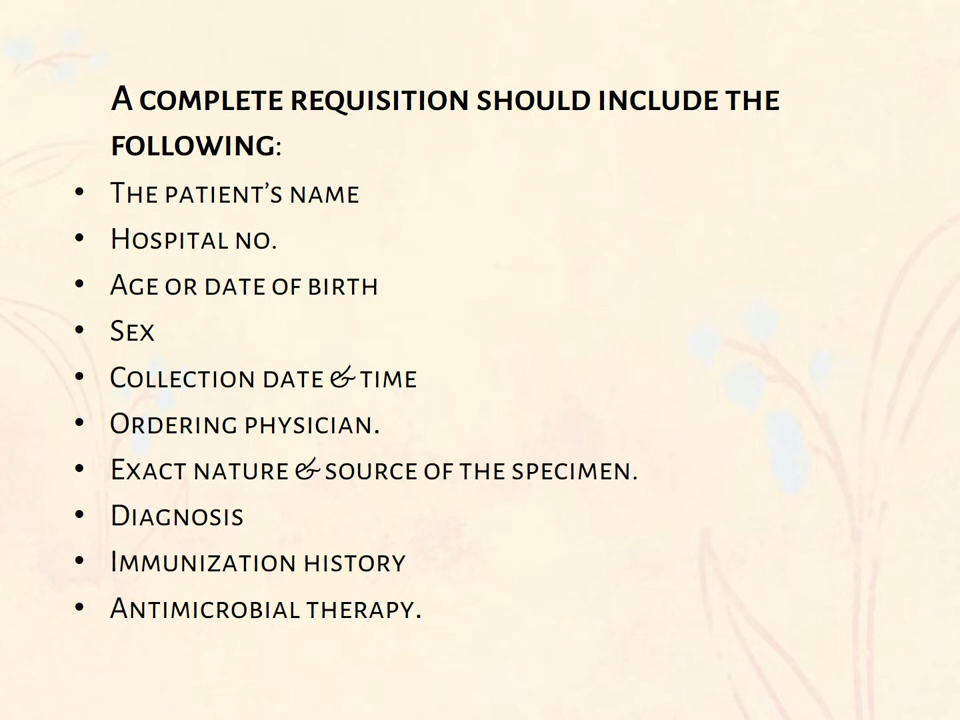 A complete requisition should include the
following:
• The patient’s name
• Hospital no.
• Age or date of birth
• Sex
• Collection date & time
• Ordering physician.
• Exact nature & source of the specimen.
• Diagnosis
• Immunization history
• Antimicrobial therapy.